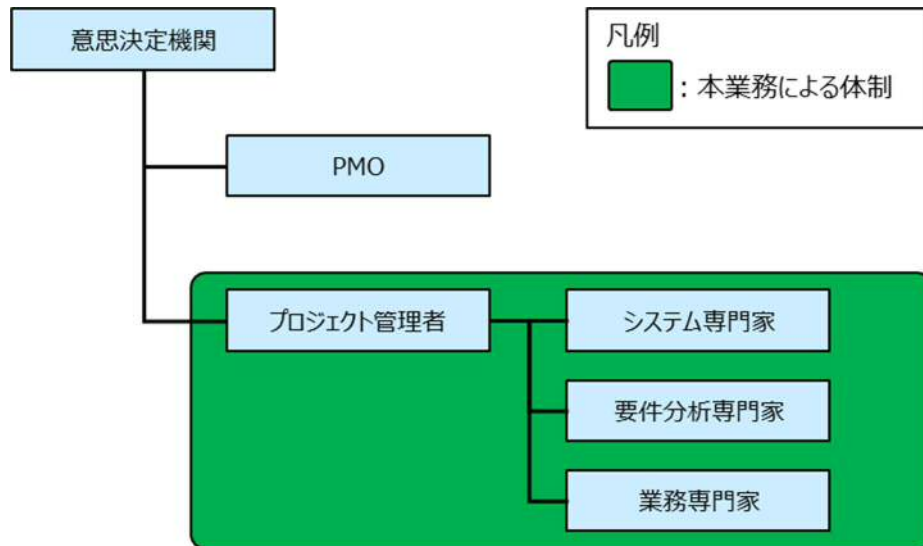 意思決定機関
凡例
：本業務による体制
PMO
プロジェクト管理者
システム専門家
要件分析専門家
業務専門家